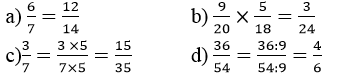 a) 6/7 = 12/14 b) 9/20 × 5/18 = 3/24
c) 3/7 = 3 ×5/7×5 = 15/35 d) 36/54 = 36:9/54:9 = 4/6